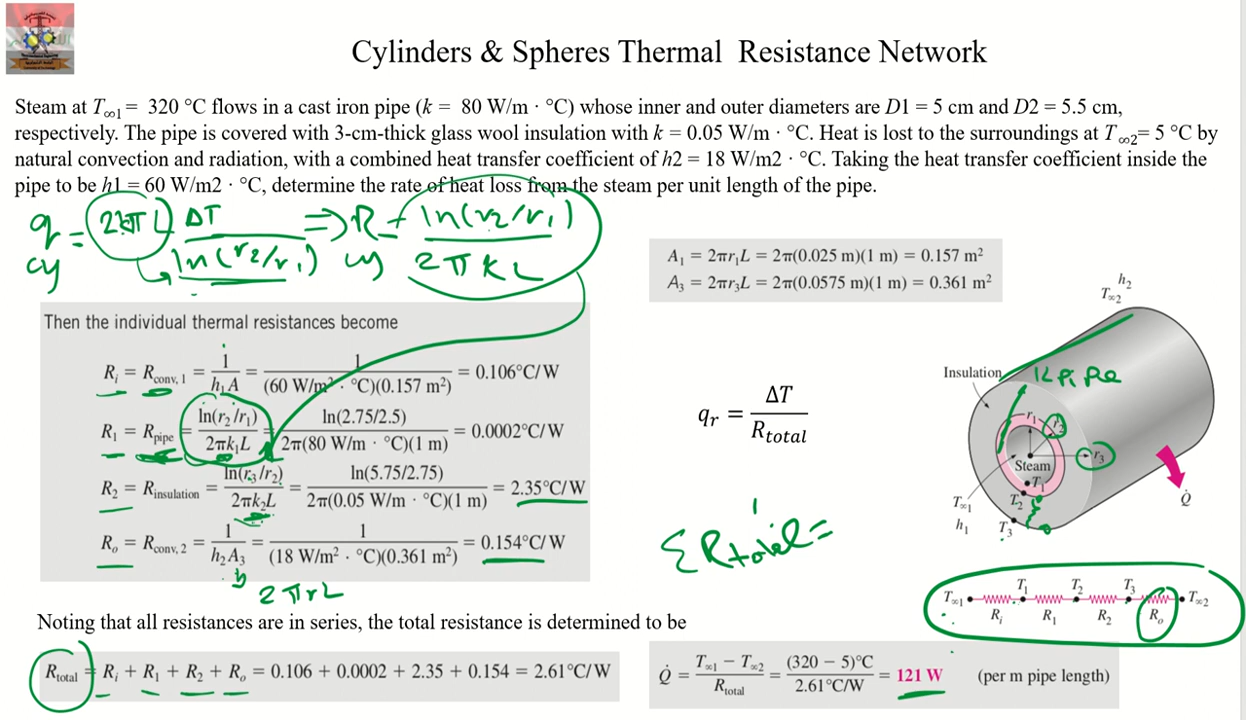 Cylinders & Spheres Thermal Resistance Network
Steam at T∞1 = 320 °C flows in a cast iron pipe (k = 80 W/m · °C) whose inner and outer diameters are D1 = 5 cm and D2 = 5.5 cm,
respectively. The pipe is covered with 3-cm-thick glass wool insulation with k = 0.05 W/m · °C. Heat is lost to the surroundings at T∞2= 5 °C by
natural convection and radiation, with a combined heat transfer coefficient of h2 = 18 W/m2 · °C. Taking the heat transfer coefficient inside the
pipe to be h1 = 60 W/m2 · °C, determine the rate of heat loss from the steam per unit length of the pipe.
q cy = 2kπL ΔT / ln(r2/r1) ⇒ R cy = ln(r2/r1) / 2πKL
A₁ = 2πr₁L = 2π(0.025 m)(1 m) = 0.157 m²
A₃ = 2πr₃L = 2π(0.0575 m)(1 m) = 0.361 m²
Then the individual thermal resistances become
Rᵢ = Rconv, 1 = 1 / h₁A = 1 / (60 W/m² · °C)(0.157 m²) = 0.106°C/W
R₁ = Rpipe = ln(r₂/r₁) / 2πk₁L = ln(2.75/2.5) / 2π(80 W/m · °C)(1 m) = 0.0002°C/W
R₂ = Rinsulation = ln(r₃/r₂) / 2πk₂L = ln(5.75/2.75) / 2π(0.05 W/m · °C)(1 m) = 2.35°C/W
Rₒ = Rconv, 2 = 1 / h₂A₃ = 1 / (18 W/m² · °C)(0.361 m²) = 0.154°C/W
2πrL
qr = ΔT / Rtotal
ΣRtotal =
h₂
T∞2
Insulation
r₁
r₂
r₃
Steam
T₁
T₂
T₃
T∞1
h₁
Q̇
T∞1 T₁ T₂ T₃ T∞2
Rᵢ R₁ R₂ Rₒ
Noting that all resistances are in series, the total resistance is determined to be
Rtotal = Rᵢ + R₁ + R₂ + Rₒ = 0.106 + 0.0002 + 2.35 + 0.154 = 2.61°C/W
Q̇ = T∞1 − T∞2 / Rtotal = (320 − 5)°C / 2.61°C/W = 121 W (per m pipe length)